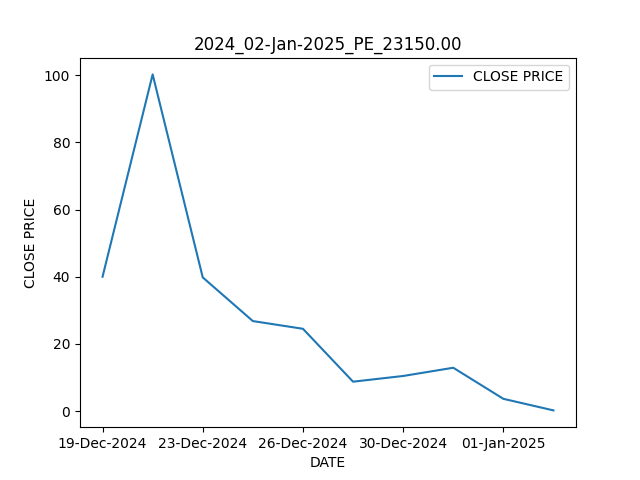 2024_02-Jan-2025_PE_23150.00
CLOSE PRICE
100
80
60
40
20
0
CLOSE PRICE
19-Dec-2024 23-Dec-2024 26-Dec-2024 30-Dec-2024 01-Jan-2025
DATE